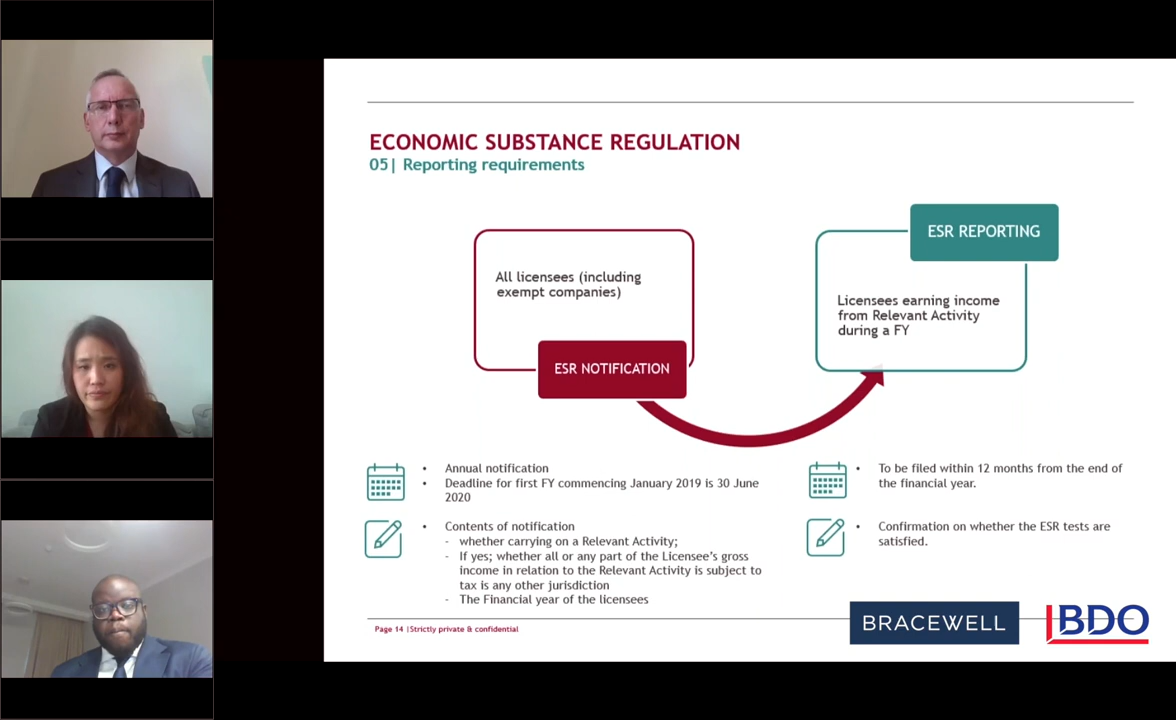 ECONOMIC SUBSTANCE REGULATION
05| Reporting requirements
All licensees (including
exempt companies)
ESR NOTIFICATION
ESR REPORTING
Licensees earning income
from Relevant Activity
during a FY
• Annual notification
• Deadline for first FY commencing January 2019 is 30 June
2020
• Contents of notification
- whether carrying on a Relevant Activity;
- If yes; whether all or any part of the Licensee's gross
income in relation to the Relevant Activity is subject to
tax is any other jurisdiction
- The Financial year of the licensees
• To be filed within 12 months from the end of
the financial year.
• Confirmation on whether the ESR tests are
satisfied.
Page 14 |Strictly private & confidential
BRACEWELL
BDO